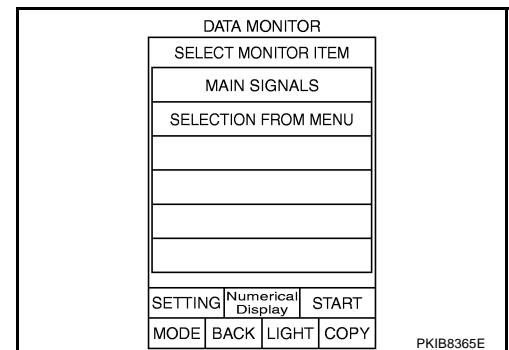 DATA MONITOR
SELECT MONITOR ITEM
MAIN SIGNALS
SELECTION FROM MENU
SETTING Numerical Display START
MODE BACK LIGHT COPY
PKIB8365E